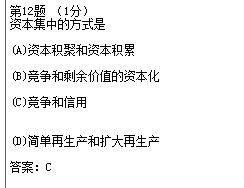 第12题 （1分）
资本集中的方式是
(A)资本积聚和资本积累
(B)竞争和剩余价值的资本化
(C)竞争和信用
(D)简单再生产和扩大再生产
答案：C